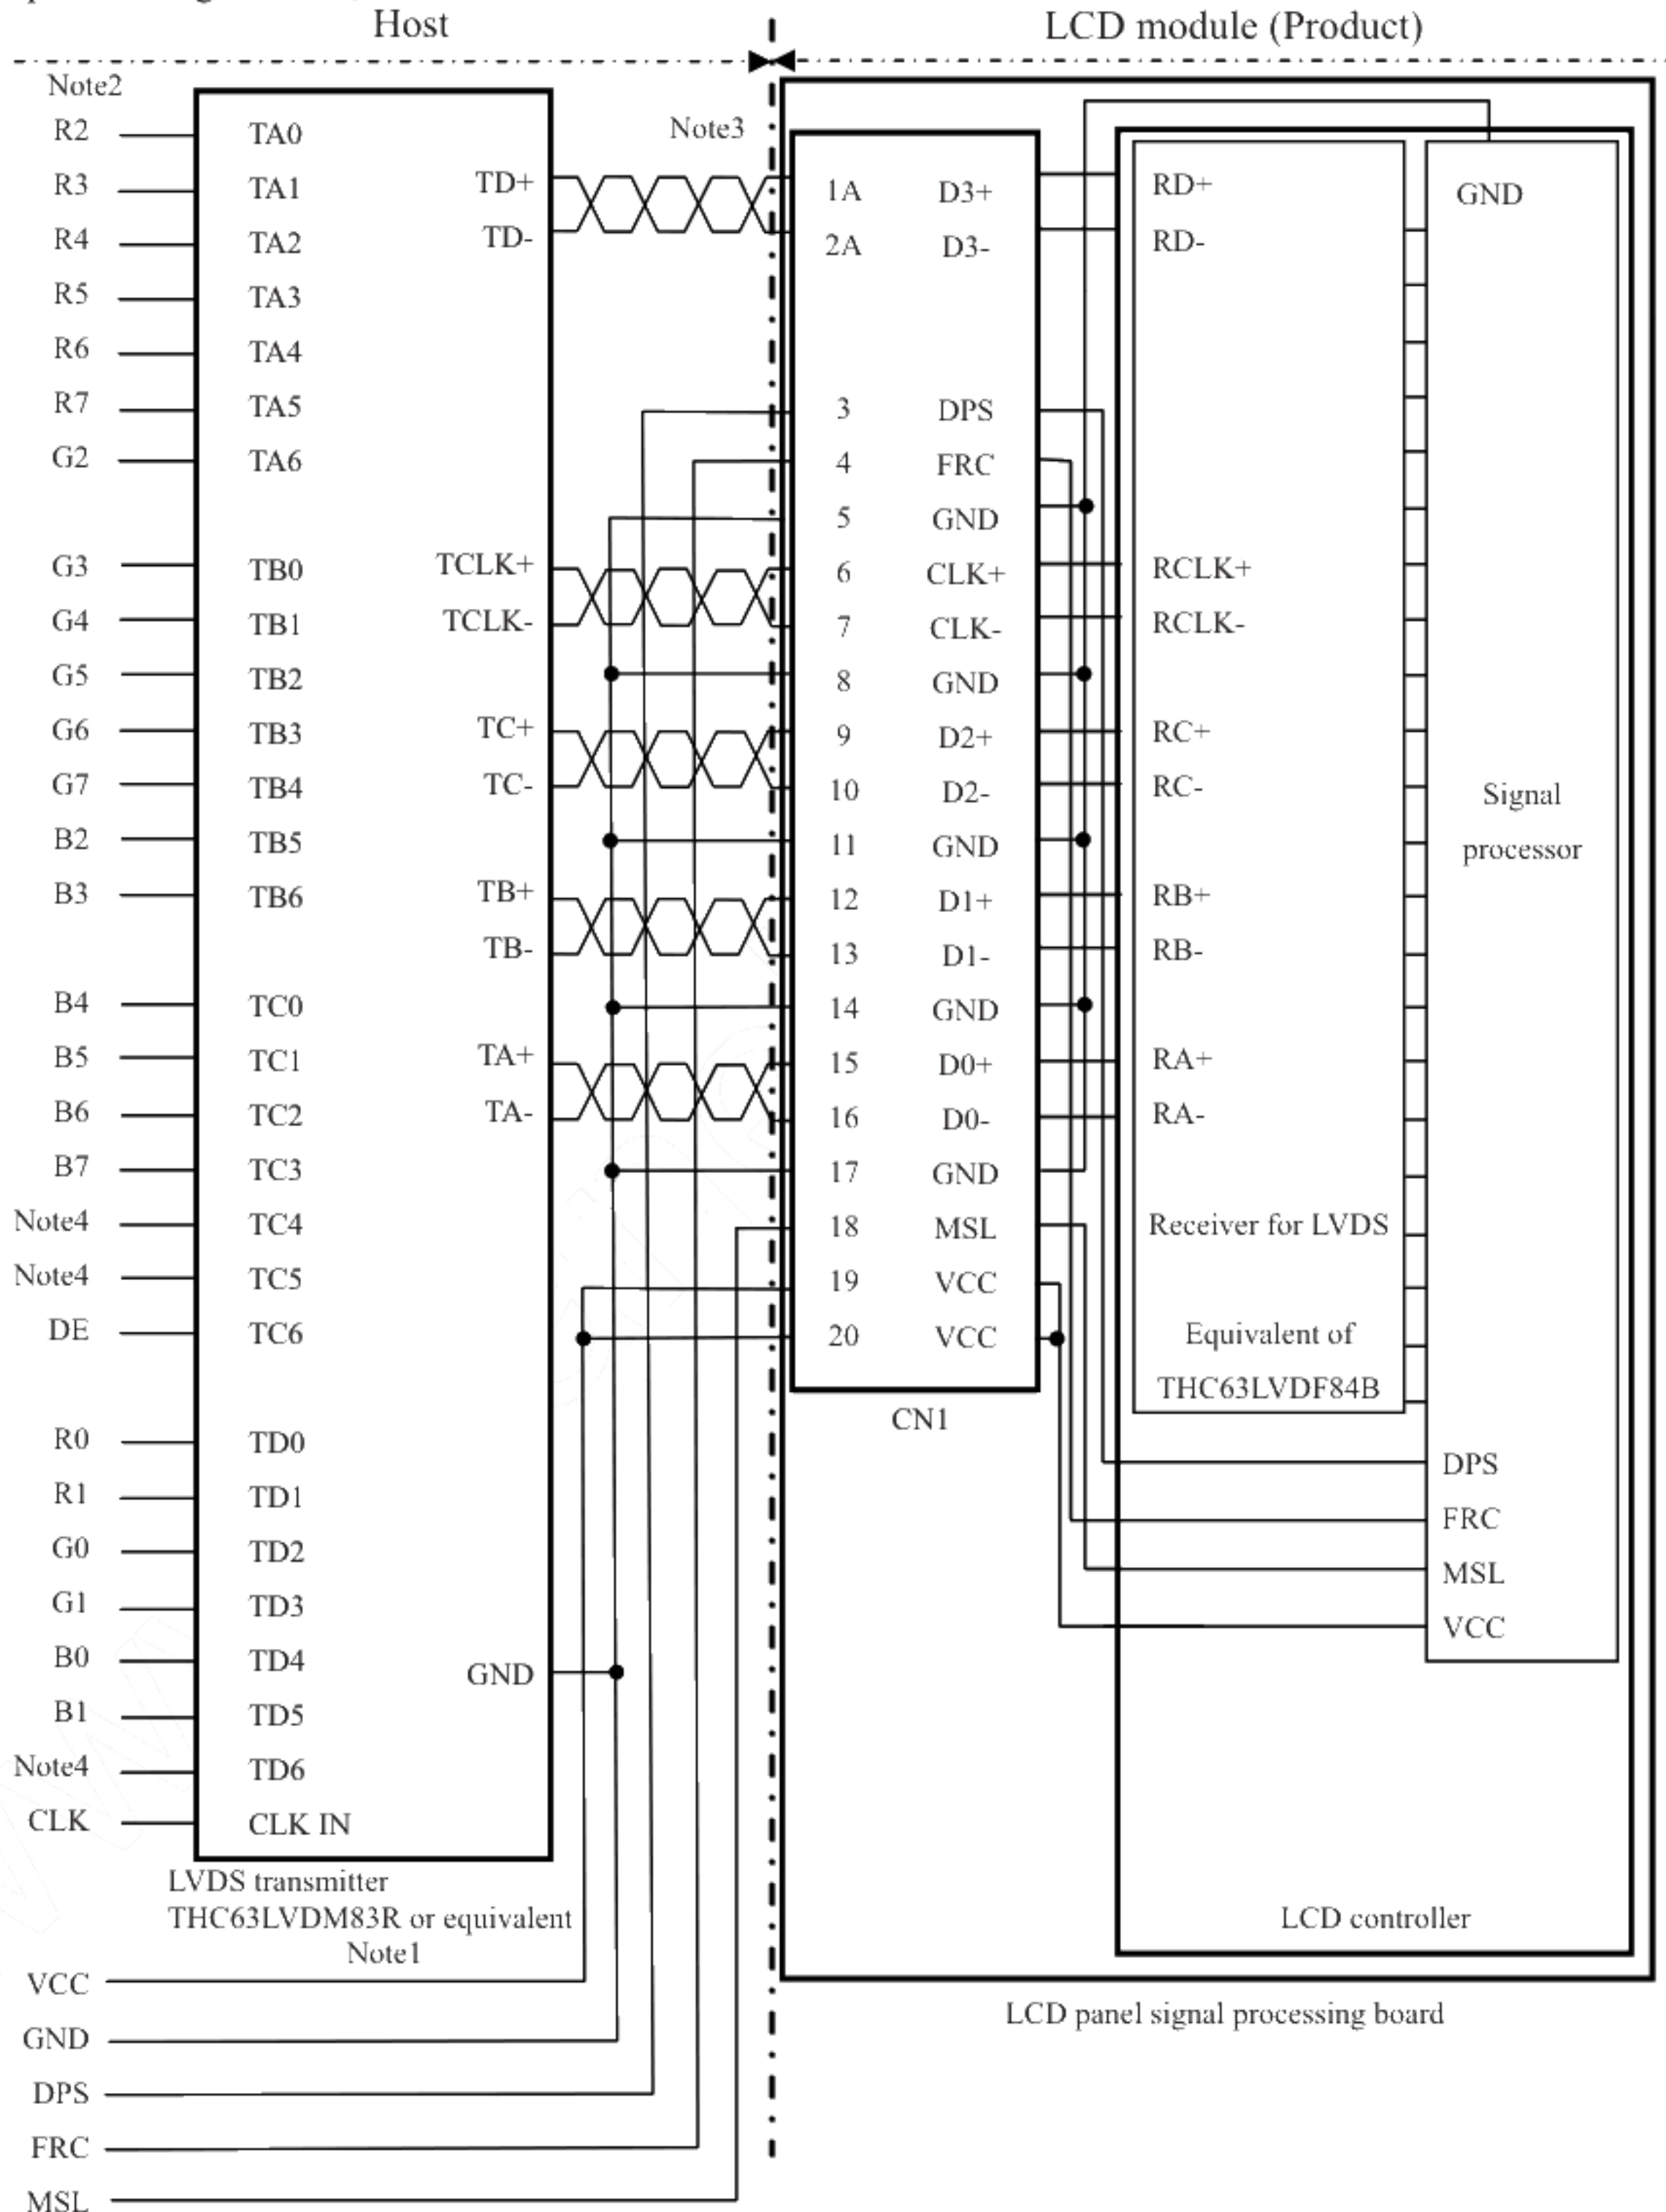 Host
LCD module (Product)
Note2
Note3
R2 TA0
R3 TA1
R4 TA2
R5 TA3
R6 TA4
R7 TA5
G2 TA6
G3 TB0
G4 TB1
G5 TB2
G6 TB3
G7 TB4
B2 TB5
B3 TB6
B4 TC0
B5 TC1
B6 TC2
B7 TC3
Note4 TC4
Note4 TC5
DE TC6
R0 TD0
R1 TD1
G0 TD2
G1 TD3
B0 TD4
B1 TD5
Note4 TD6
CLK CLK IN
TD+
TD-
TCLK+
TCLK-
TC+
TC-
TB+
TB-
TA+
TA-
GND
LVDS transmitter
THC63LVDM83R or equivalent
Note1
VCC
GND
DPS
FRC
MSL
1A D3+
2A D3-
3 DPS
4 FRC
5 GND
6 CLK+
7 CLK-
8 GND
9 D2+
10 D2-
11 GND
12 D1+
13 D1-
14 GND
15 D0+
16 D0-
17 GND
18 MSL
19 VCC
20 VCC
CN1
RD+
RD-
RCLK+
RCLK-
RC+
RC-
RB+
RB-
RA+
RA-
Receiver for LVDS
Equivalent of
THC63LVDF84B
GND
Signal
processor
DPS
FRC
MSL
VCC
LCD controller
LCD panel signal processing board